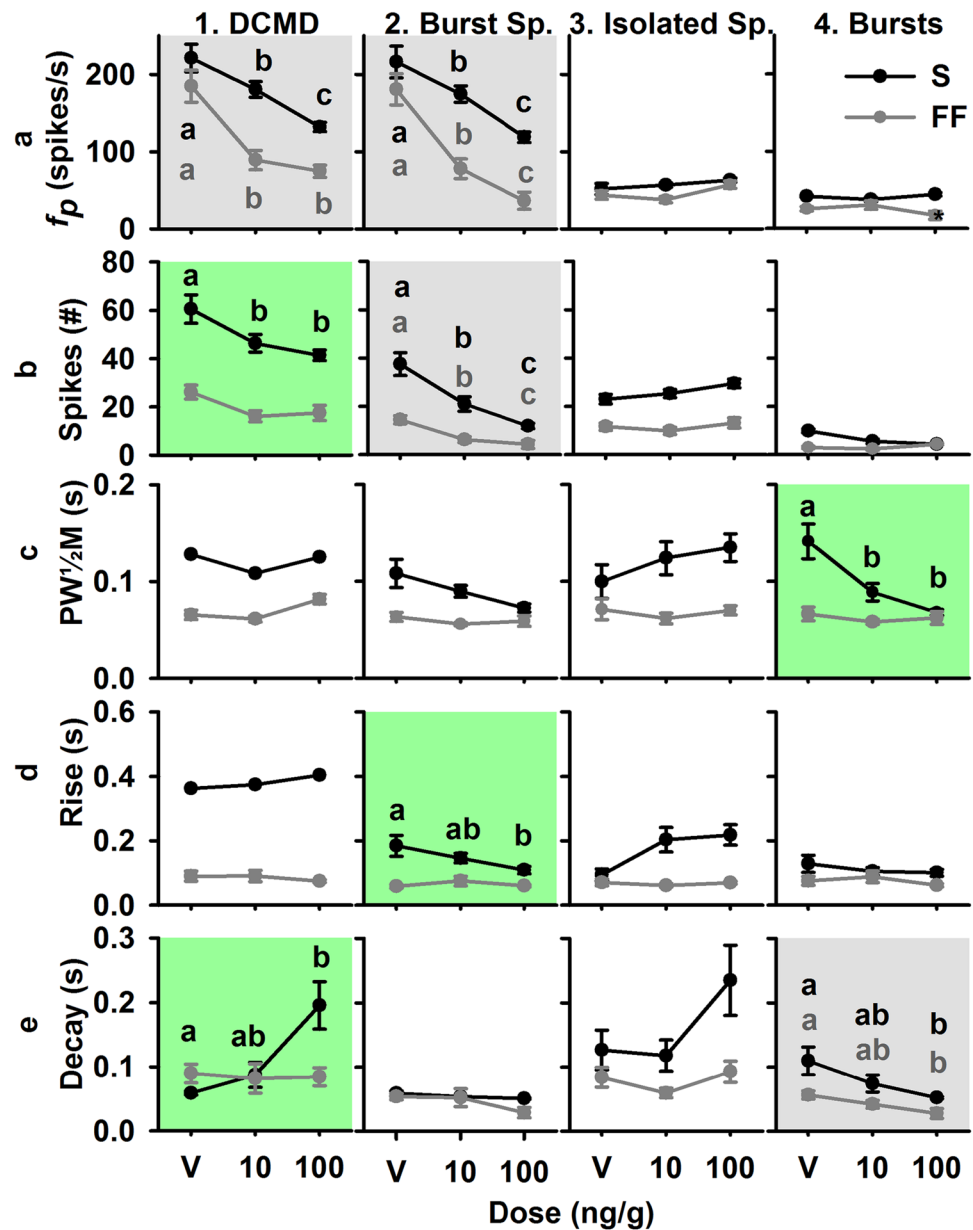 1. DCMD 2. Burst Sp. 3. Isolated Sp. 4. Bursts
a
fp (spikes/s)
200
100
0
b
c
a
a
b
b
b
c
a
a
b
c
*
S
FF
b
Spikes (#)
80
60
40
20
0
a
b
b
a
a
b
b
c
c
c
PW½M (s)
0.2
0.1
0.0
a
b
b
d
Rise (s)
0.6
0.4
0.2
0.0
a
ab
b
e
Decay (s)
0.3
0.2
0.1
0.0
a
ab
b
a
a
ab
ab
b
b
V 10 100 V 10 100 V 10 100 V 10 100
Dose (ng/g)